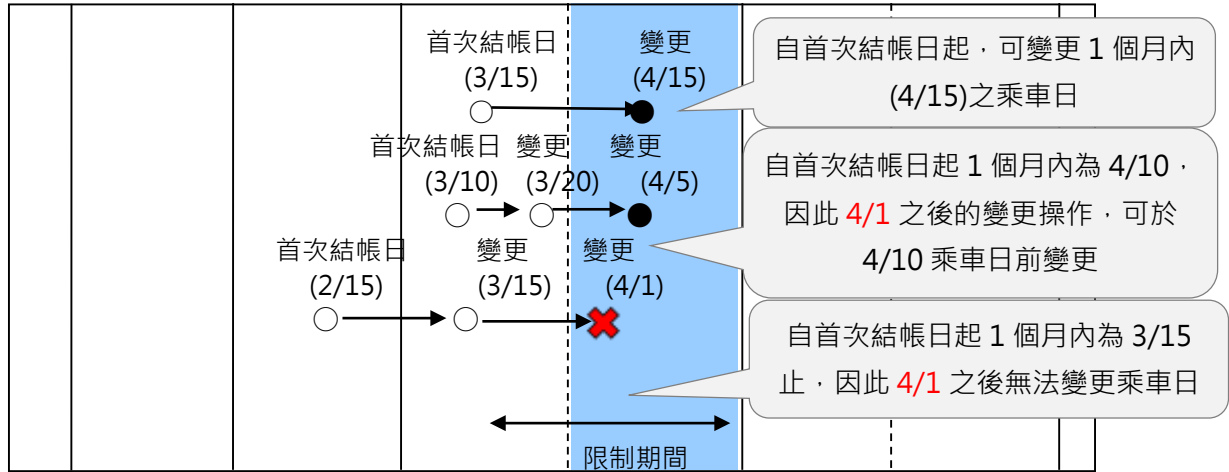 首次結帳日 變更
(3/15) (4/15)
自首次結帳日起，可變更 1 個月內
(4/15)之乘車日
首次結帳日 變更 變更
(3/10) (3/20) (4/5)
自首次結帳日起 1 個月內為 4/10，
因此 4/1 之後的變更操作，可於
4/10 乘車日前變更
首次結帳日 變更 變更
(2/15) (3/15) (4/1)
自首次結帳日起 1 個月內為 3/15
止，因此 4/1 之後無法變更乘車日
限制期間